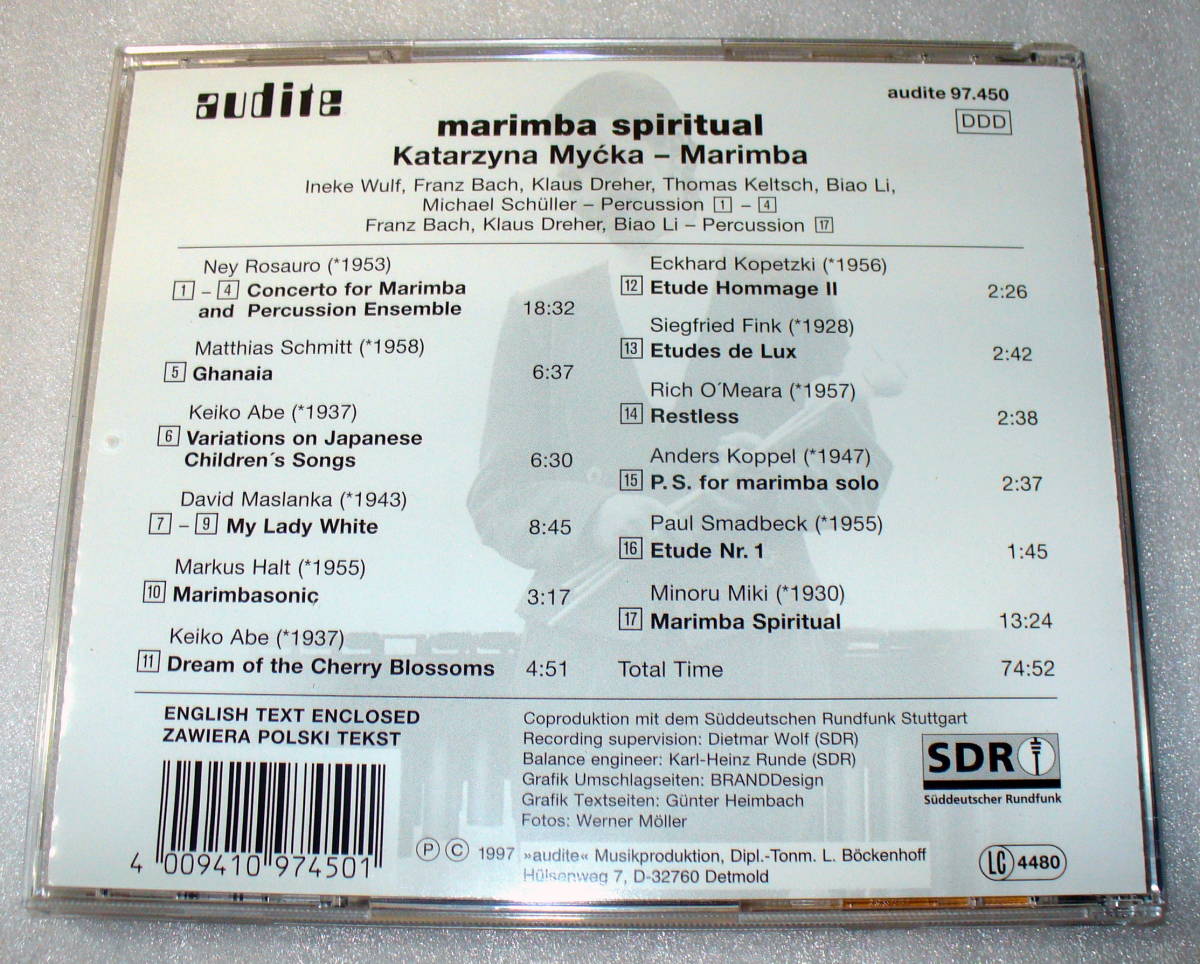 audite
audite 97.450
DDD
marimba spiritual
Katarzyna Myćka – Marimba
Ineke Wulf, Franz Bach, Klaus Dreher, Thomas Keltsch, Biao Li,
Michael Schüller – Percussion 1 – 4
Franz Bach, Klaus Dreher, Biao Li – Percussion 17
Ney Rosauro (*1953)
1 – 4 Concerto for Marimba
and Percussion Ensemble 18:32
Matthias Schmitt (*1958)
5 Ghanaia 6:37
Keiko Abe (*1937)
6 Variations on Japanese
Children´s Songs 6:30
David Maslanka (*1943)
7 – 9 My Lady White 8:45
Markus Halt (*1955)
10 Marimbasonic 3:17
Keiko Abe (*1937)
11 Dream of the Cherry Blossoms 4:51
Eckhard Kopetzki (*1956)
12 Etude Hommage II 2:26
Siegfried Fink (*1928)
13 Etudes de Lux 2:42
Rich O´Meara (*1957)
14 Restless 2:38
Anders Koppel (*1947)
15 P. S. for marimba solo 2:37
Paul Smadbeck (*1955)
16 Etude Nr. 1 1:45
Minoru Miki (*1930)
17 Marimba Spiritual 13:24
Total Time 74:52
ENGLISH TEXT ENCLOSED
ZAWIERA POLSKI TEKST
4 009410 974501
Coproduktion mit dem Süddeutschen Rundfunk Stuttgart
Recording supervision: Dietmar Wolf (SDR)
Balance engineer: Karl-Heinz Runde (SDR)
Grafik Umschlagseiten: BRANDDesign
Grafik Textseiten: Günter Heimbach
Fotos: Werner Möller
SDR
Süddeutscher Rundfunk
Ⓟ Ⓒ 1997 »audite« Musikproduktion, Dipl.-Tonm. L. Böckenhoff
Hülsenweg 7, D-32760 Detmold
LC 4480